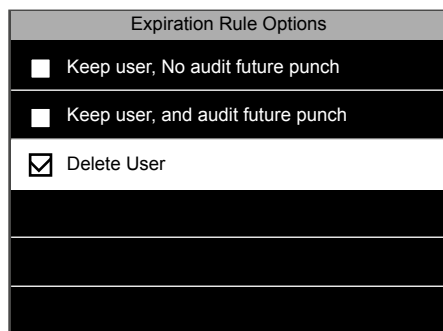 Expiration Rule Options
Keep user, No audit future punch
Keep user, and audit future punch
Delete User